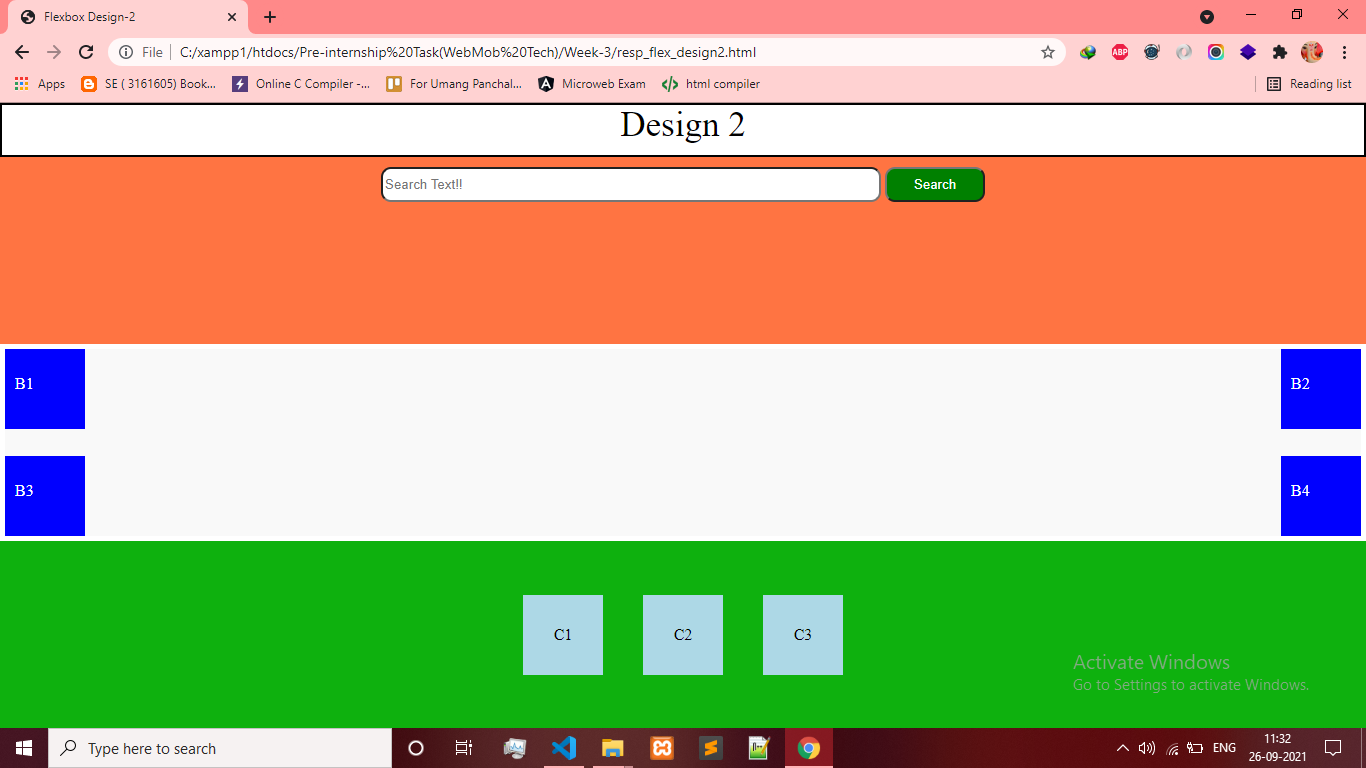 Flexbox Design-2
File C:/xampp1/htdocs/Pre-internship%20Task(WebMob%20Tech)/Week-3/resp_flex_design2.html
ABP
Apps SE ( 3161605) Book... Online C Compiler -... For Umang Panchal... Microweb Exam html compiler Reading list
Design 2
Search Text!! Search
B1 B2
B3 B4
C1 C2 C3
Activate Windows
Go to Settings to activate Windows.
Type here to search ENG 11:32
26-09-2021